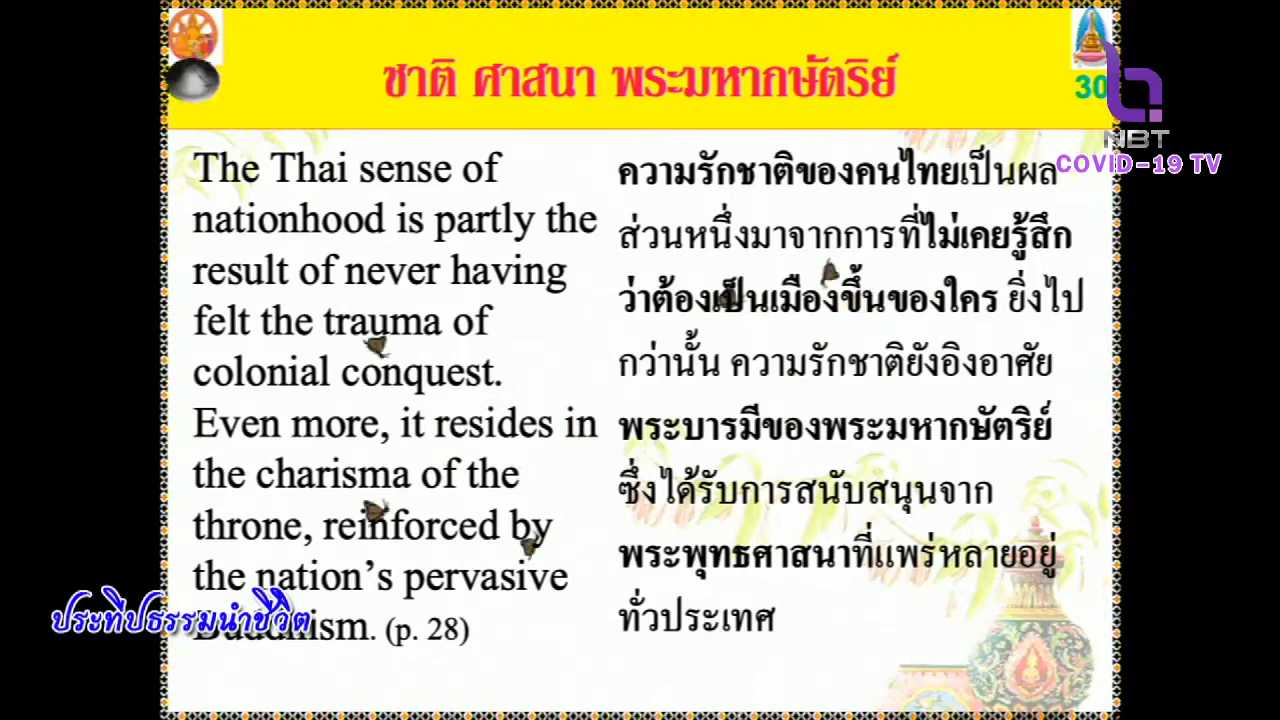 ชาติ ศาสนา พระมหากษัตริย์
30
NBT
COVID-19 TV
The Thai sense of
nationhood is partly the
result of never having
felt the trauma of
colonial conquest.
Even more, it resides in
the charisma of the
throne, reinforced by
the nation’s pervasive
Buddhism. (p. 28)
ความรักชาติของคนไทยเป็นผล
ส่วนหนึ่งมาจากการที่ไม่เคยรู้สึก
ว่าต้องเป็นเมืองขึ้นของใคร ยิ่งไป
กว่านั้น ความรักชาติยังอิงอาศัย
พระบารมีของพระมหากษัตริย์
ซึ่งได้รับการสนับสนุนจาก
พระพุทธศาสนาที่แพร่หลายอยู่
ทั่วประเทศ
ประทีปธรรมนำชีวิต